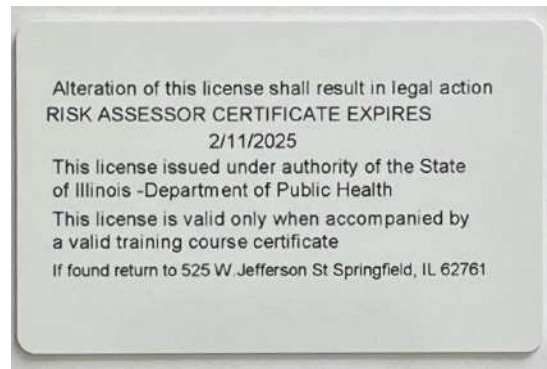 Alteration of this license shall result in legal action
RISK ASSESSOR CERTIFICATE EXPIRES
2/11/2025
This license issued under authority of the State
of Illinois -Department of Public Health
This license is valid only when accompanied by
a valid training course certificate
If found return to 525 W.Jefferson St Springfield, IL 62761